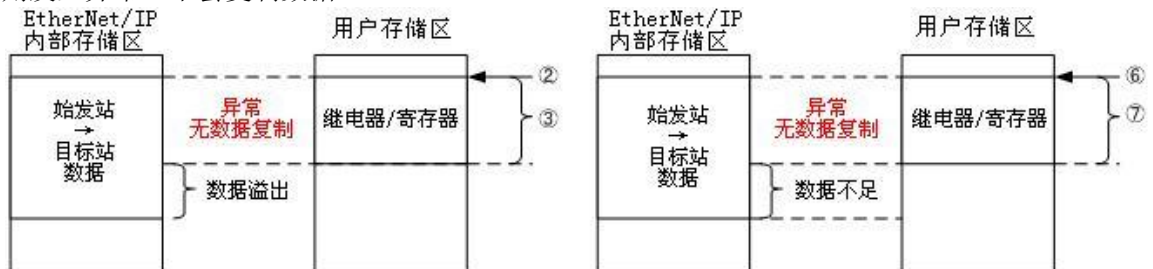 EtherNet/IP
内部存储区
用户存储区
②
始发站
→
目标站
数据
异常
无数据复制
继电器/寄存器
③
数据溢出
EtherNet/IP
内部存储区
用户存储区
⑥
始发站
→
目标站
数据
异常
无数据复制
继电器/寄存器
⑦
数据不足